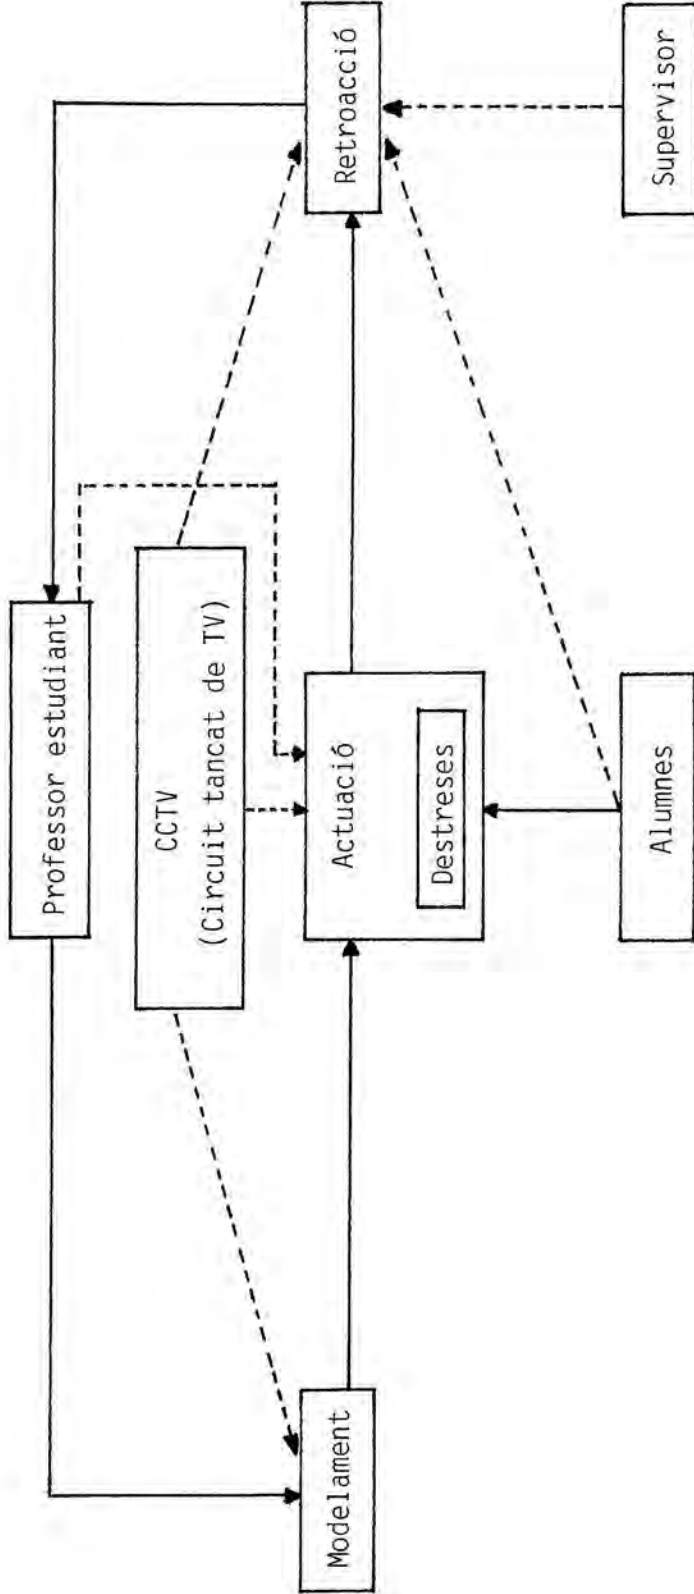 Professor estudiant
CCTV
(Circuit tancat de TV)
Modelament
Actuació
Destreses
Retroacció
Alumnes
Supervisor